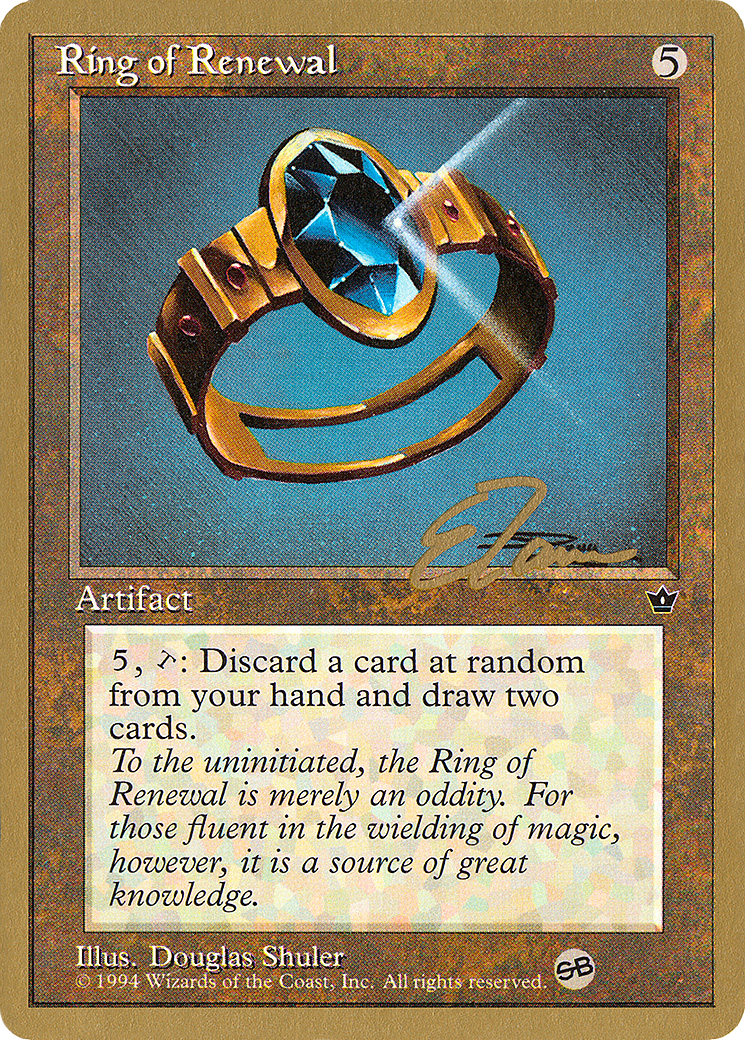 Ring of Renewal 5
Artifact
5, : Discard a card at random
from your hand and draw two
cards.
To the uninitiated, the Ring of
Renewal is merely an oddity. For
those fluent in the wielding of magic,
however, it is a source of great
knowledge.
Illus. Douglas Shuler
© 1994 Wizards of the Coast, Inc. All rights reserved.
SB